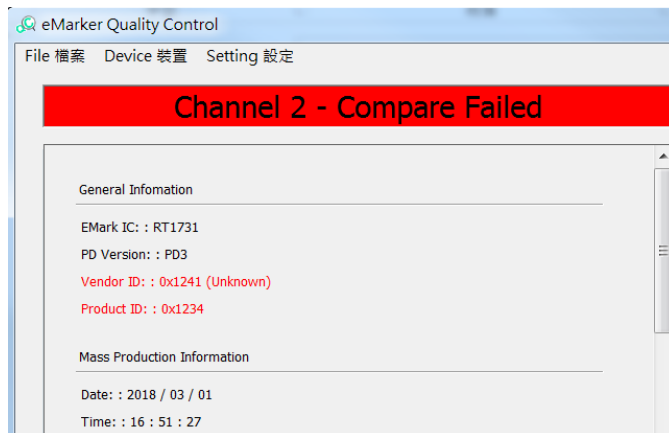 eMarker Quality Control
File 檔案 Device 裝置 Setting 設定
Channel 2 - Compare Failed
General Infomation
EMark IC: : RT1731
PD Version: : PD3
Vendor ID: : 0x1241 (Unknown)
Product ID: : 0x1234
Mass Production Information
Date: : 2018 / 03 / 01
Time: : 16 : 51 : 27